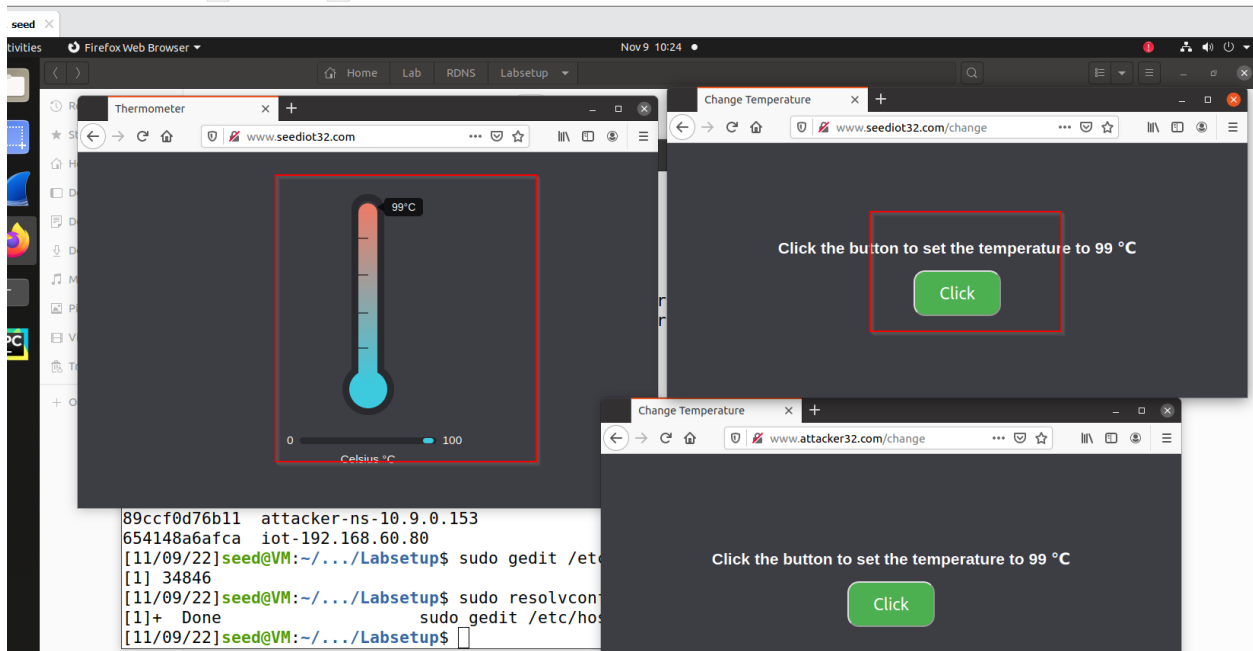 seed
tivities Firefox Web Browser Nov 9 10:24
Home Lab RDNS Labsetup
Thermometer
www.seediot32.com
99°C
0 100
Celsius °C
Change Temperature
www.seediot32.com/change
Click the button to set the temperature to 99 °C
Click
Change Temperature
www.attacker32.com/change
Click the button to set the temperature to 99 °C
Click
89ccf0d76b11 attacker-ns-10.9.0.153
654148a6afca iot-192.168.60.80
[11/09/22]seed@VM:~/.../Labsetup$ sudo gedit /etc
[1] 34846
[11/09/22]seed@VM:~/.../Labsetup$ sudo resolvcon
[1]+ Done sudo gedit /etc/hos
[11/09/22]seed@VM:~/.../Labsetup$